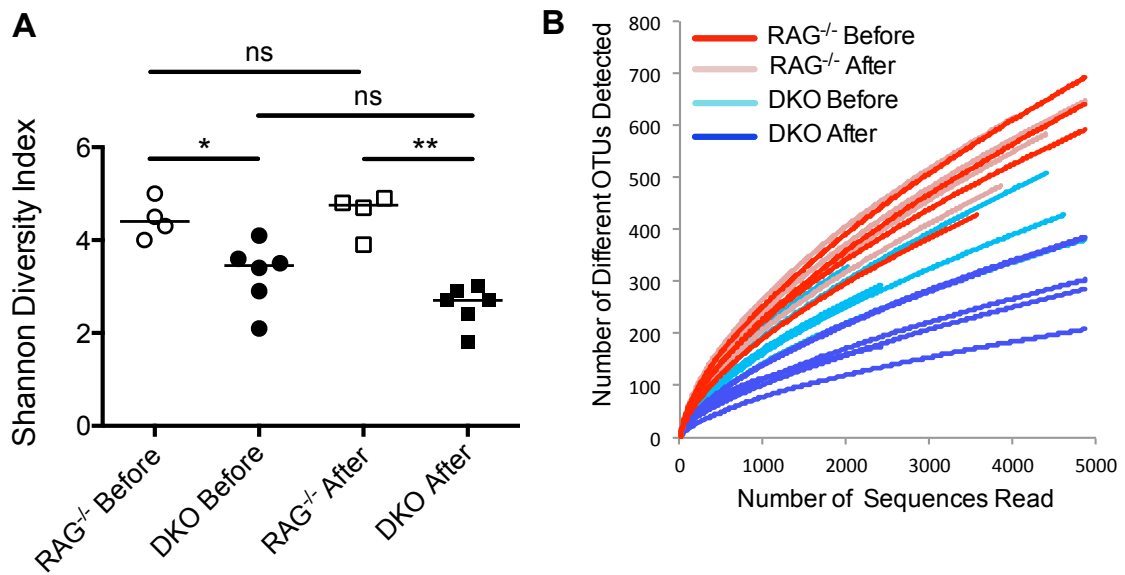 A
ns
ns
*
**
Shannon Diversity Index
6
4
2
0
RAG-/- Before
DKO Before
RAG-/- After
DKO After
B
Number of Different OTUs Detected
800
700
600
500
400
300
200
100
0
RAG-/- Before
RAG-/- After
DKO Before
DKO After
0 1000 2000 3000 4000 5000
Number of Sequences Read